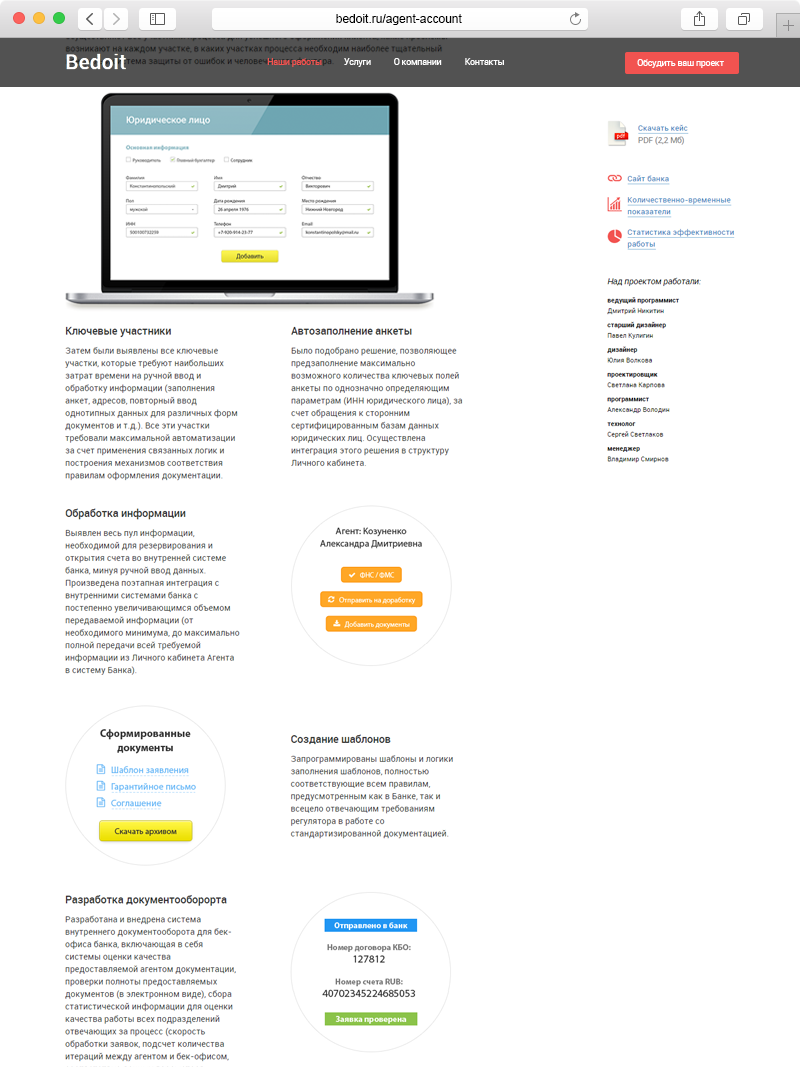 bedoit.ru/agent-account
возникают на каждом участке, в каких участках процесса необходим наиболее тщательный
Bedoit
Наши работы
Услуги
О компании
Контакты
Обсудить ваш проект
Юридическое лицо
Основная информация
Руководитель
Главный бухгалтер
Сотрудник
Фамилия
Имя
Отчество
Константинопольский
Дмитрий
Викторович
Пол
Дата рождения
Место рождения
мужской
26 апреля 1976
Нижний Новгород
ИНН
Телефон
Email
500100732259
+7-920-914-23-77
konstantinopolsky@mail.ru
Добавить
Скачать кейс
PDF (2,2 Мб)
pdf
Сайт банка
Количественно-временные
показатели
Статистика эффективности
работы
Над проектом работали:
ведущий программист
Дмитрий Никитин
старший дизайнер
Павел Кулигин
дизайнер
Юлия Волкова
проектировщик
Светлана Карпова
программист
Александр Володин
технолог
Сергей Светлаков
менеджер
Владимир Смирнов
Ключевые участники
Затем были выявлены все ключевые
участки, которые требуют наибольших
затрат времени на ручной ввод и
обработку информации (заполнения
анкет, адресов, повторный ввод
однотипных данных для различных форм
документов и т.д.). Все эти участки
требовали максимальной автоматизации
за счет применения связанных логик и
построения механизмов соответствия
правилам оформления документации.
Автозаполнение анкеты
Было подобрано решение, позволяющее
предзаполнение максимально
возможного количества ключевых полей
анкеты по однозначно определяющим
параметрам (ИНН юридического лица), за
счет обращения к сторонним
сертифицированным базам данных
юридических лиц. Осуществлена
интеграция этого решения в структуру
Личного кабинета.
Обработка информации
Выявлен весь пул информации,
необходимой для резервирования и
открытия счета во внутренней системе
банка, минуя ручной ввод данных.
Произведена поэтапная интеграция с
внутренними системами банка с
постепенно увеличивающимся объемом
передаваемой информации (от
необходимого минимума, до максимально
полной передачи всей требуемой
информации из Личного кабинета Агента
в систему Банка).
Агент: Козуненко
Александра Дмитриевна
ФНС / ФМС
Отправить на доработку
Добавить документы
Сформированные
документы
Шаблон заявления
Гарантийное письмо
Соглашение
Скачать архивом
Создание шаблонов
Запрограммированы шаблоны и логики
заполнения шаблонов, полностью
соответствующие всем правилам,
предусмотренным как в Банке, так и
всецело отвечающим требованиям
регулятора в работе со
стандартизированной документацией.
Разработка документооборорта
Разработана и внедрена система
внутреннего документооборота для бек-
офиса банка, включающая в себя
системы оценки качества
предоставляемой агентом документации,
проверки полноты предоставляемых
документов (в электронном виде), сбора
статистической информации для оценки
качества работы всех подразделений
отвечающих за процесс (скорость
обработки заявок, подсчет количества
итераций между агентом и бек-офисом,
Отправлено в банк
Номер договора КБО:
127812
Номер счета RUB:
40702345224685053
Заявка проверена